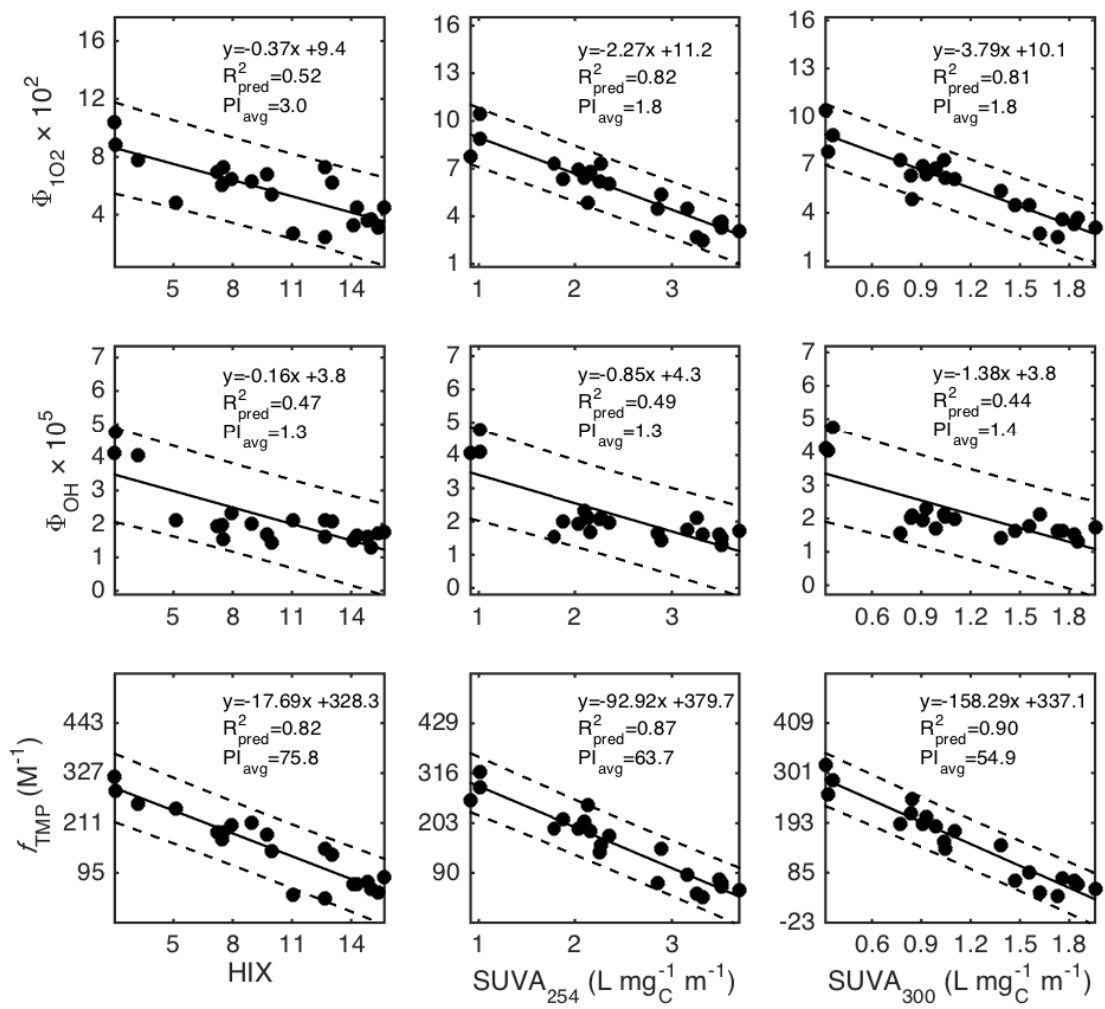 16
12
8
4
Φ1O2 × 10²
y=-0.37x +9.4
R²pred=0.52
PIavg=3.0
5 8 11 14
16
13
10
7
4
1
y=-2.27x +11.2
R²pred=0.82
PIavg=1.8
1 2 3
16
13
10
7
4
1
y=-3.79x +10.1
R²pred=0.81
PIavg=1.8
0.6 0.9 1.2 1.5 1.8
7
6
5
4
3
2
1
0
ΦOH × 10⁵
y=-0.16x +3.8
R²pred=0.47
PIavg=1.3
5 8 11 14
7
6
5
4
3
2
1
0
y=-0.85x +4.3
R²pred=0.49
PIavg=1.3
1 2 3
7
6
5
4
3
2
1
0
y=-1.38x +3.8
R²pred=0.44
PIavg=1.4
0.6 0.9 1.2 1.5 1.8
443
327
211
95
fTMP (M⁻¹)
y=-17.69x +328.3
R²pred=0.82
PIavg=75.8
5 8 11 14
HIX
429
316
203
90
y=-92.92x +379.7
R²pred=0.87
PIavg=63.7
1 2 3
SUVA254 (L mgC⁻¹ m⁻¹)
409
301
193
85
-23
y=-158.29x +337.1
R²pred=0.90
PIavg=54.9
0.6 0.9 1.2 1.5 1.8
SUVA300 (L mgC⁻¹ m⁻¹)